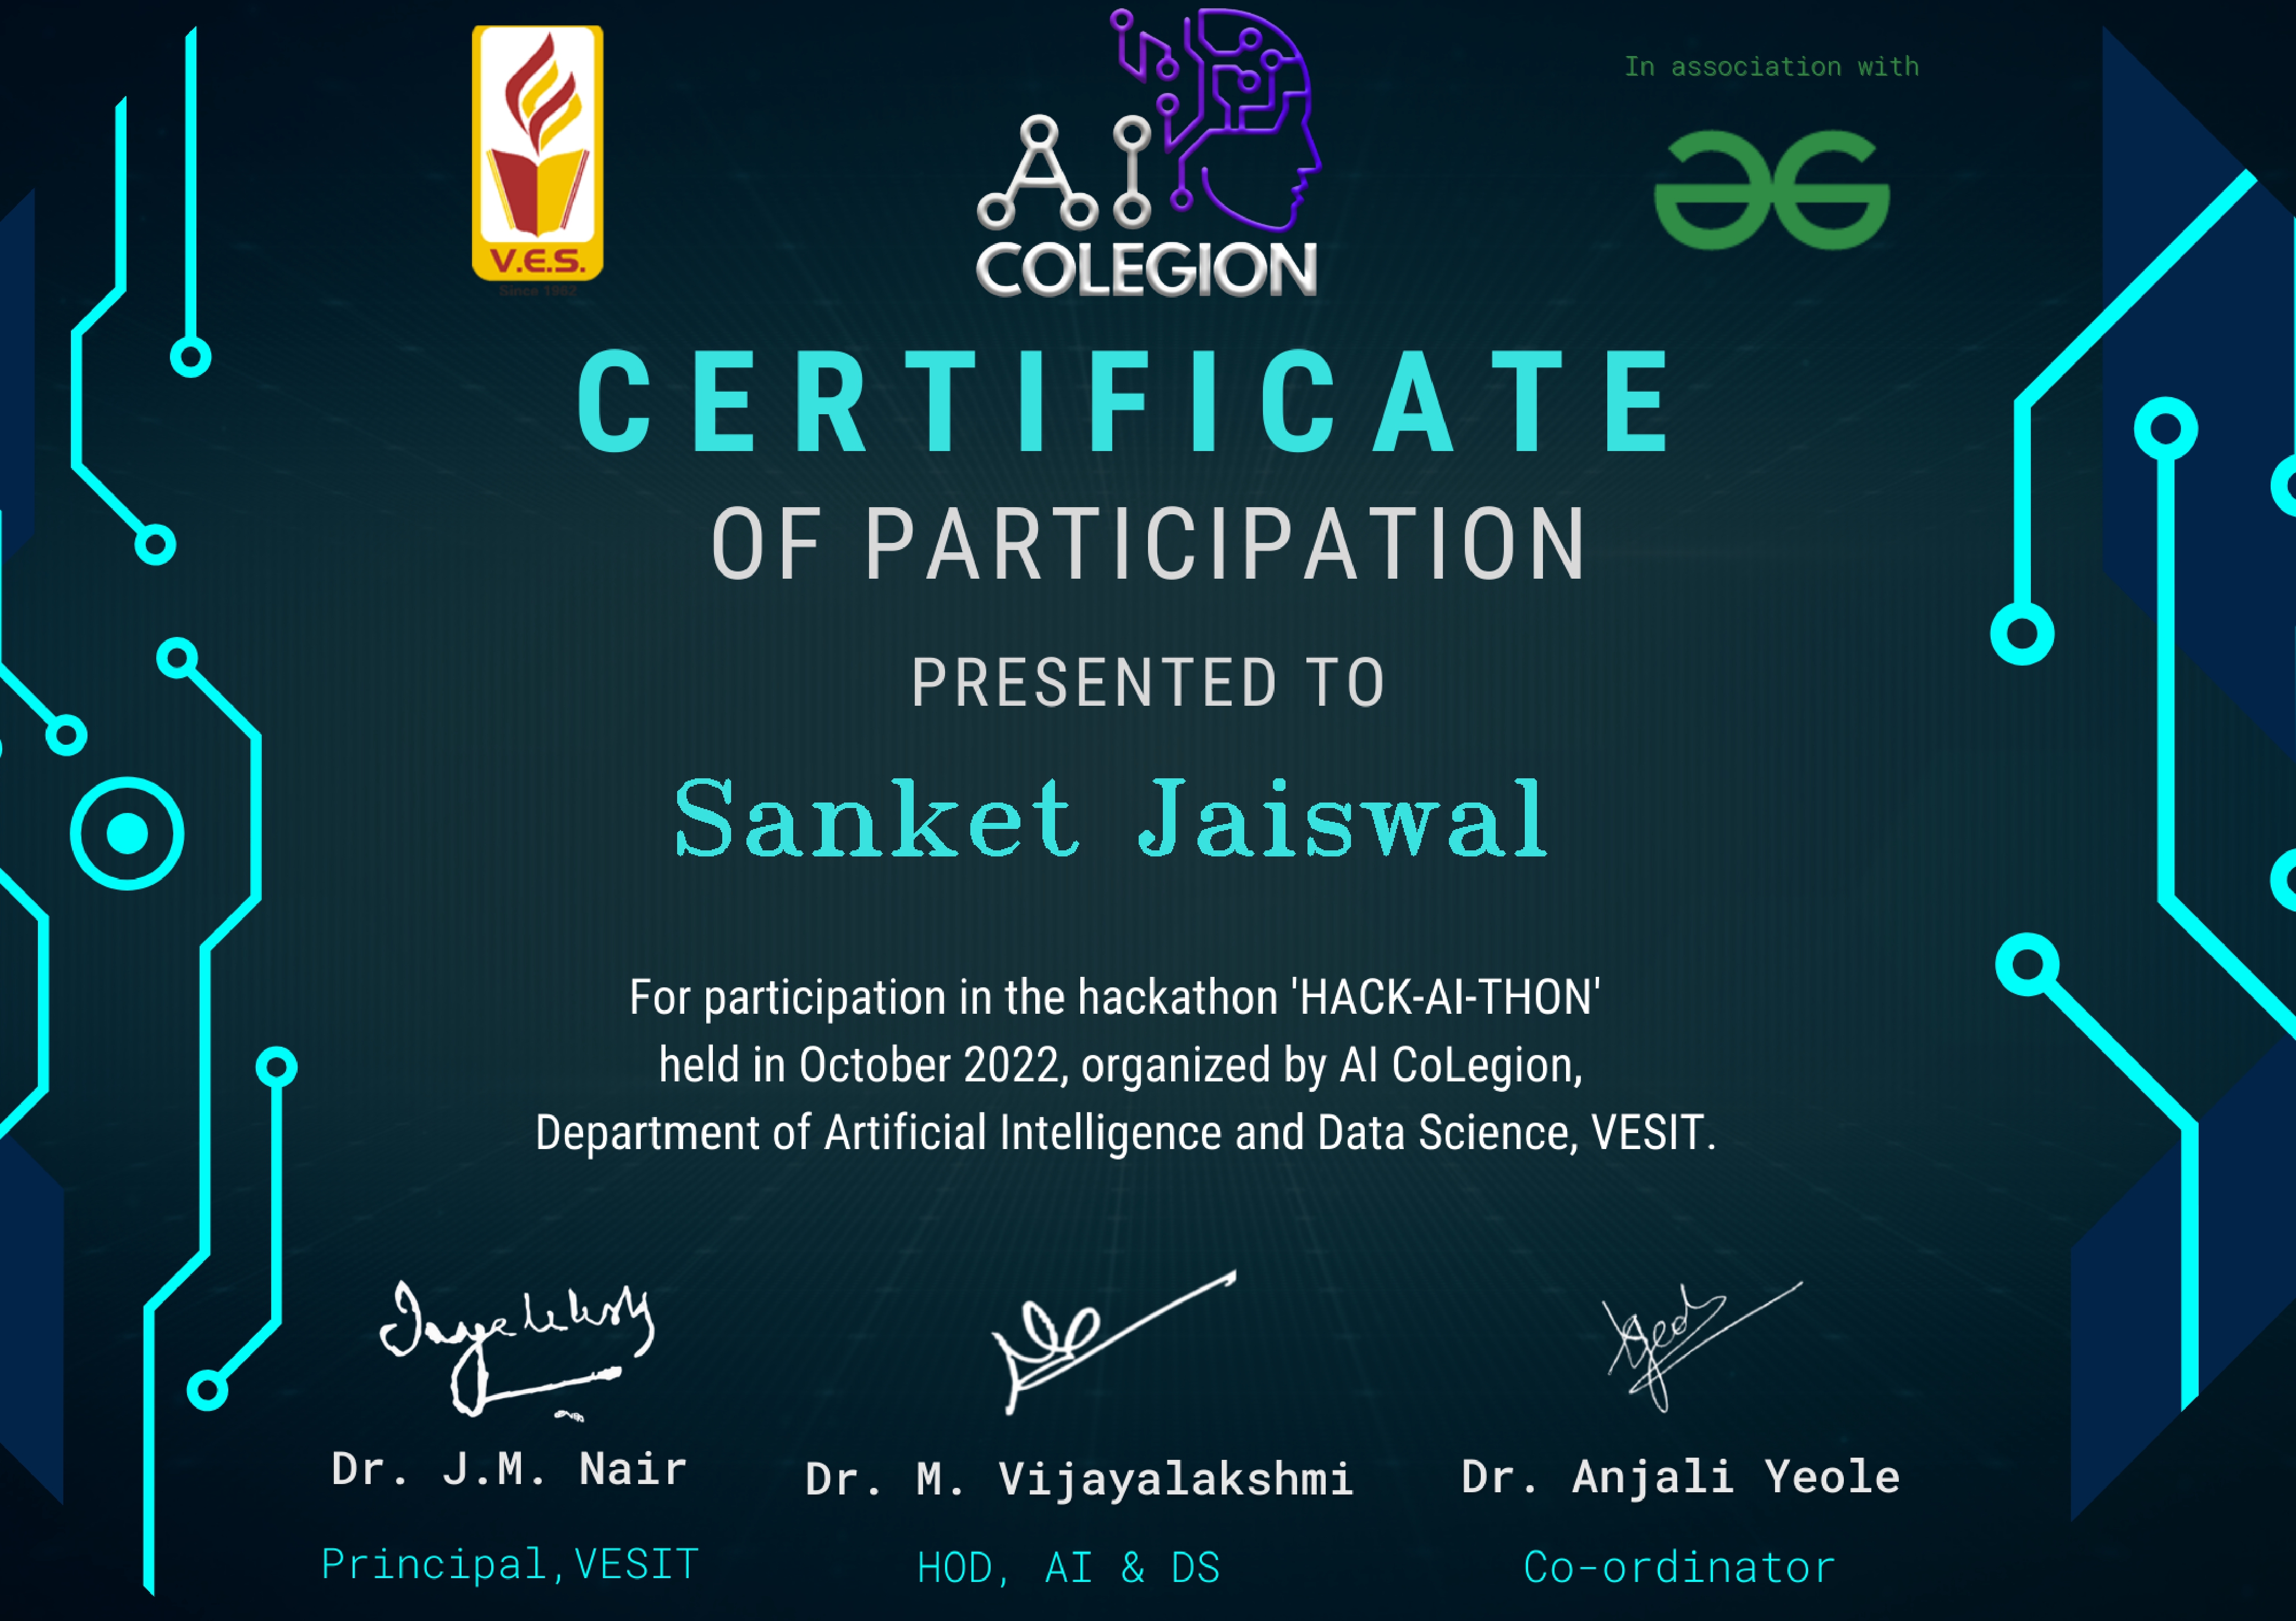 V.E.S.
Since 1962
AI
COLEGION
In association with
CERTIFICATE
OF PARTICIPATION
PRESENTED TO
Sanket Jaiswal
For participation in the hackathon 'HACK-AI-THON'
held in October 2022, organized by AI CoLegion,
Department of Artificial Intelligence and Data Science, VESIT.
Dr. J.M. Nair
Dr. M. Vijayalakshmi
Dr. Anjali Yeole
Principal,VESIT
HOD, AI & DS
Co-ordinator